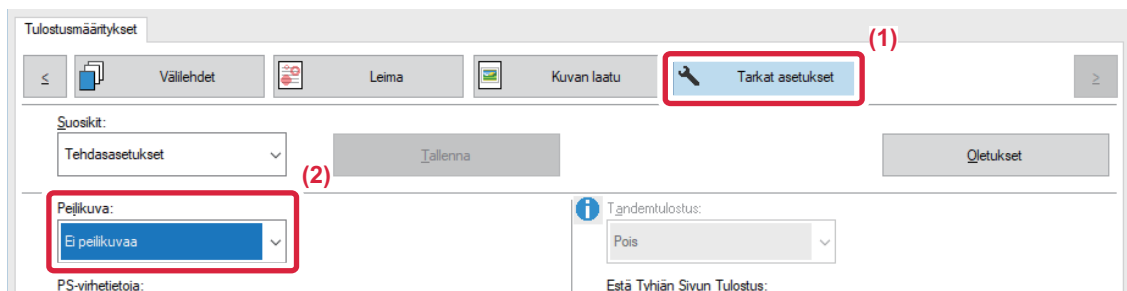 Tulostusmääritykset
(1)
< Välilehdet Leima Kuvan laatu Tarkat asetukset >
Suosikit:
Tehdasasetukset Tallenna Oletukset
(2)
Peilikuva: Tandemtulostus:
Ei peilikuvaa Pois
PS-virhetietoja: Estä Tyhjän Sivun Tulostus: